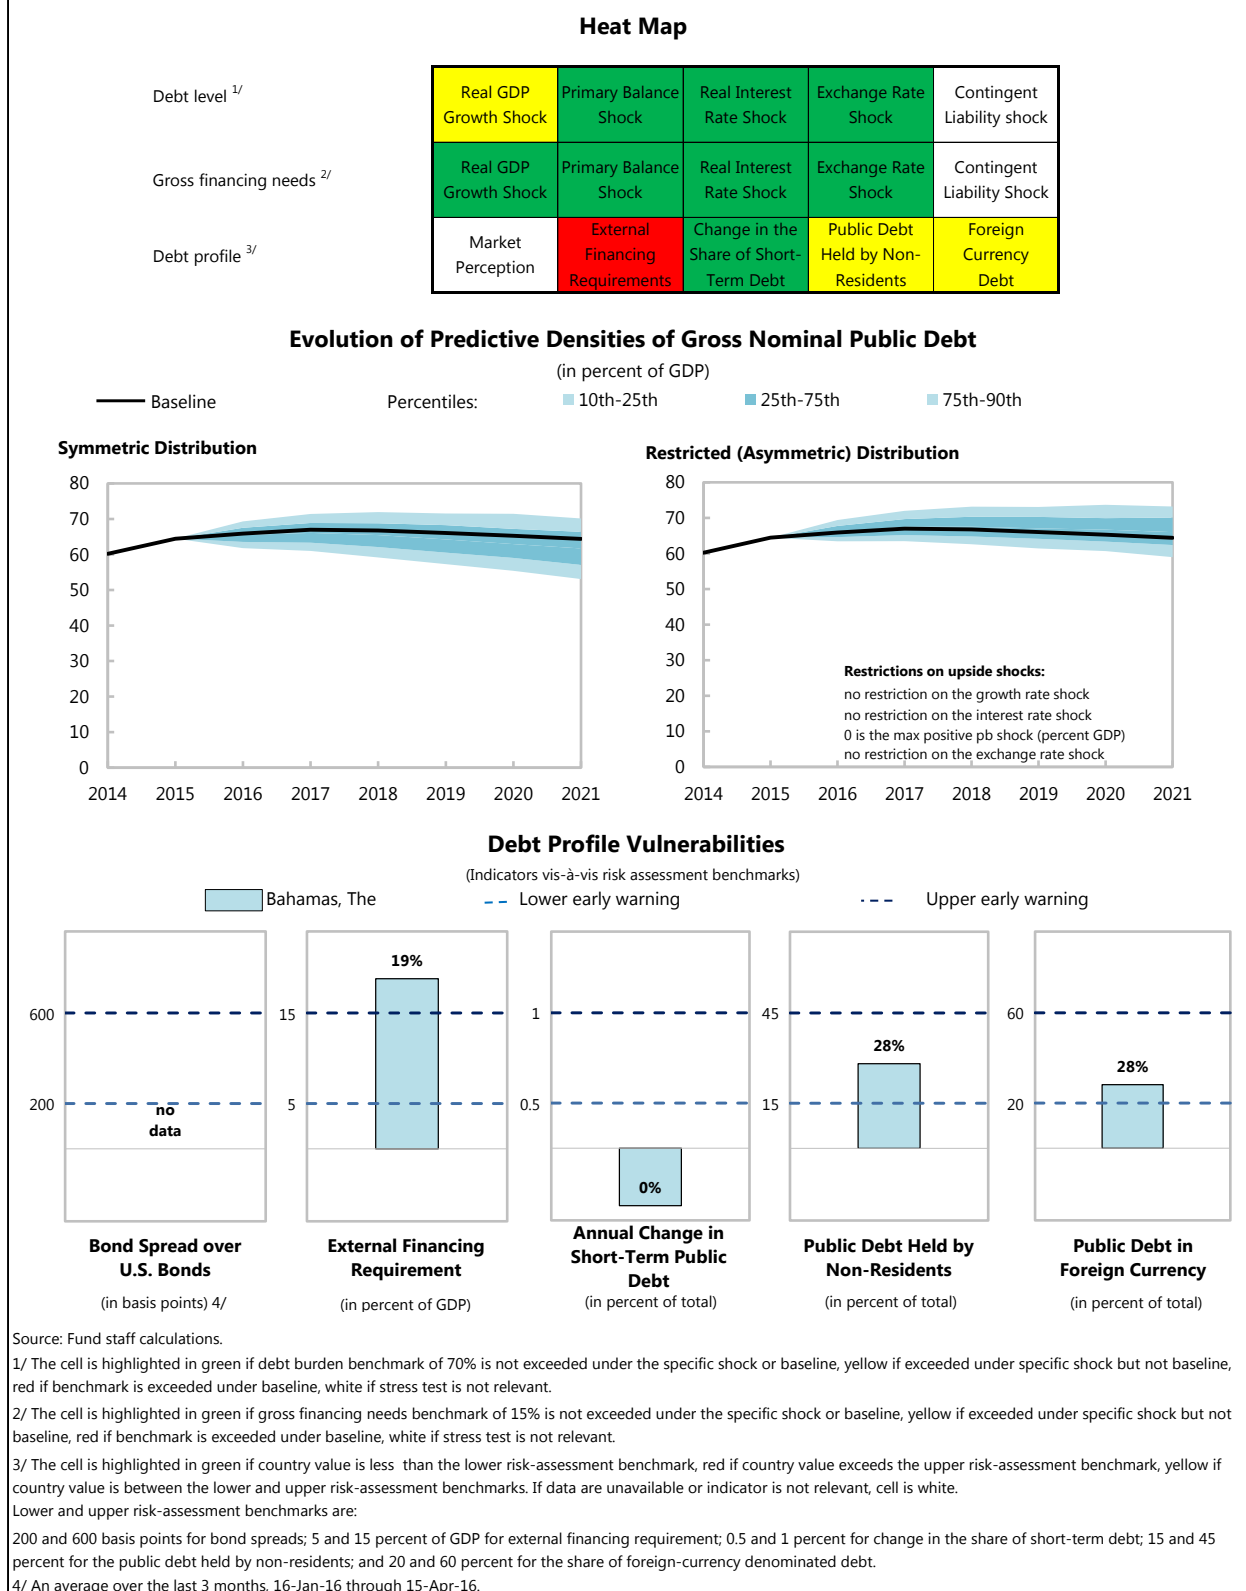 Heat Map
Debt level 1/
Real GDP Growth Shock
Primary Balance Shock
Real Interest Rate Shock
Exchange Rate Shock
Contingent Liability shock
Gross financing needs 2/
Real GDP Growth Shock
Primary Balance Shock
Real Interest Rate Shock
Exchange Rate Shock
Contingent Liability Shock
Debt profile 3/
Market Perception
External Financing Requirements
Change in the Share of Short-Term Debt
Public Debt Held by Non-Residents
Foreign Currency Debt
Evolution of Predictive Densities of Gross Nominal Public Debt
(in percent of GDP)
Baseline Percentiles: 10th-25th 25th-75th 75th-90th
Symmetric Distribution
80
70
60
50
40
30
20
10
0
2014 2015 2016 2017 2018 2019 2020 2021
Restricted (Asymmetric) Distribution
80
70
60
50
40
30
20
10
0
Restrictions on upside shocks:
no restriction on the growth rate shock
no restriction on the interest rate shock
0 is the max positive pb shock (percent GDP)
no restriction on the exchange rate shock
2014 2015 2016 2017 2018 2019 2020 2021
Debt Profile Vulnerabilities
(Indicators vis-à-vis risk assessment benchmarks)
Bahamas, The Lower early warning Upper early warning
600
200
no
data
Bond Spread over
U.S. Bonds
(in basis points) 4/
19%
15
5
External Financing
Requirement
(in percent of GDP)
1
0.5
0%
Annual Change in
Short-Term Public
Debt
(in percent of total)
45
28%
15
Public Debt Held by
Non-Residents
(in percent of total)
60
28%
20
Public Debt in
Foreign Currency
(in percent of total)
Source: Fund staff calculations.
1/ The cell is highlighted in green if debt burden benchmark of 70% is not exceeded under the specific shock or baseline, yellow if exceeded under specific shock but not baseline,
red if benchmark is exceeded under baseline, white if stress test is not relevant.
2/ The cell is highlighted in green if gross financing needs benchmark of 15% is not exceeded under the specific shock or baseline, yellow if exceeded under specific shock but not
baseline, red if benchmark is exceeded under baseline, white if stress test is not relevant.
3/ The cell is highlighted in green if country value is less than the lower risk-assessment benchmark, red if country value exceeds the upper risk-assessment benchmark, yellow if
country value is between the lower and upper risk-assessment benchmarks. If data are unavailable or indicator is not relevant, cell is white.
Lower and upper risk-assessment benchmarks are:
200 and 600 basis points for bond spreads; 5 and 15 percent of GDP for external financing requirement; 0.5 and 1 percent for change in the share of short-term debt; 15 and 45
percent for the public debt held by non-residents; and 20 and 60 percent for the share of foreign-currency denominated debt.
4/ An average over the last 3 months, 16-Jan-16 through 15-Apr-16.